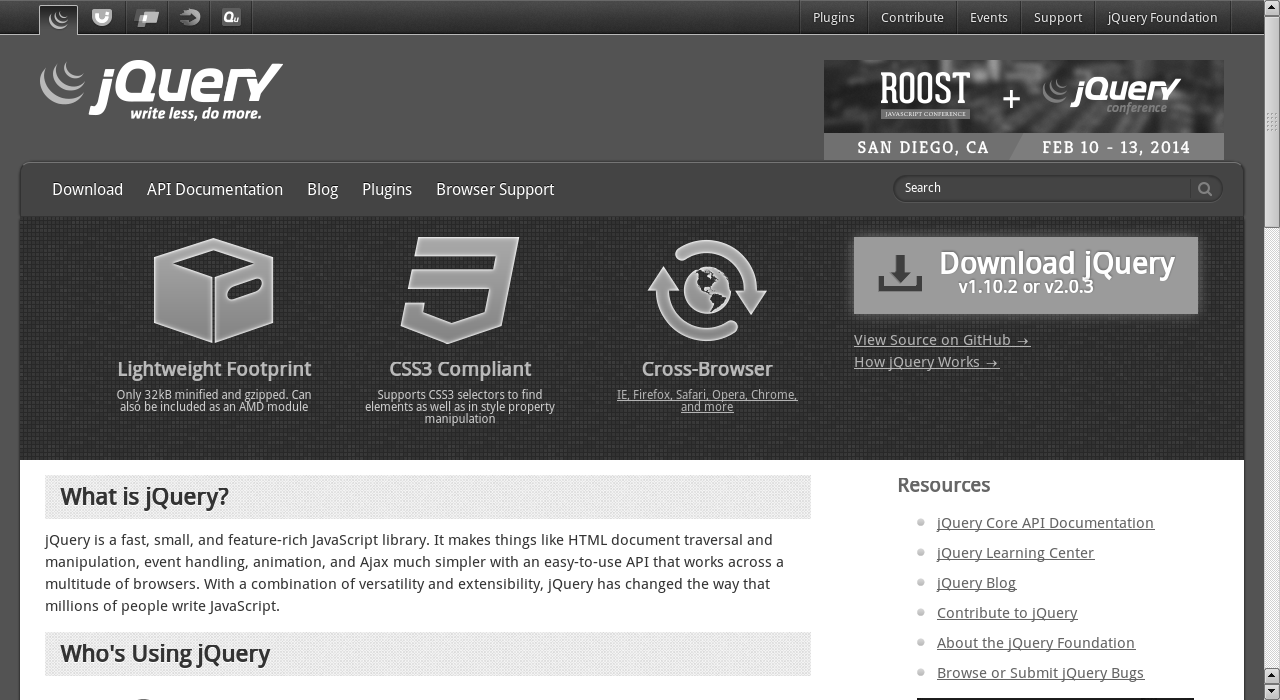 Plugins
Contribute
Events
Support
jQuery Foundation
Qu
jQuery
write less, do more.
ROOST
JAVASCRIPT CONFERENCE
+
jQuery
conference
SAN DIEGO, CA
FEB 10 - 13, 2014
Download
API Documentation
Blog
Plugins
Browser Support
Search
Lightweight Footprint
Only 32kB minified and gzipped. Can
also be included as an AMD module
CSS3 Compliant
Supports CSS3 selectors to find
elements as well as in style property
manipulation
Cross-Browser
IE, Firefox, Safari, Opera, Chrome,
and more
Download jQuery
v1.10.2 or v2.0.3
View Source on GitHub →
How jQuery Works →
What is jQuery?
jQuery is a fast, small, and feature-rich JavaScript library. It makes things like HTML document traversal and
manipulation, event handling, animation, and Ajax much simpler with an easy-to-use API that works across a
multitude of browsers. With a combination of versatility and extensibility, jQuery has changed the way that
millions of people write JavaScript.
Who's Using jQuery
Resources
jQuery Core API Documentation
jQuery Learning Center
jQuery Blog
Contribute to jQuery
About the jQuery Foundation
Browse or Submit jQuery Bugs